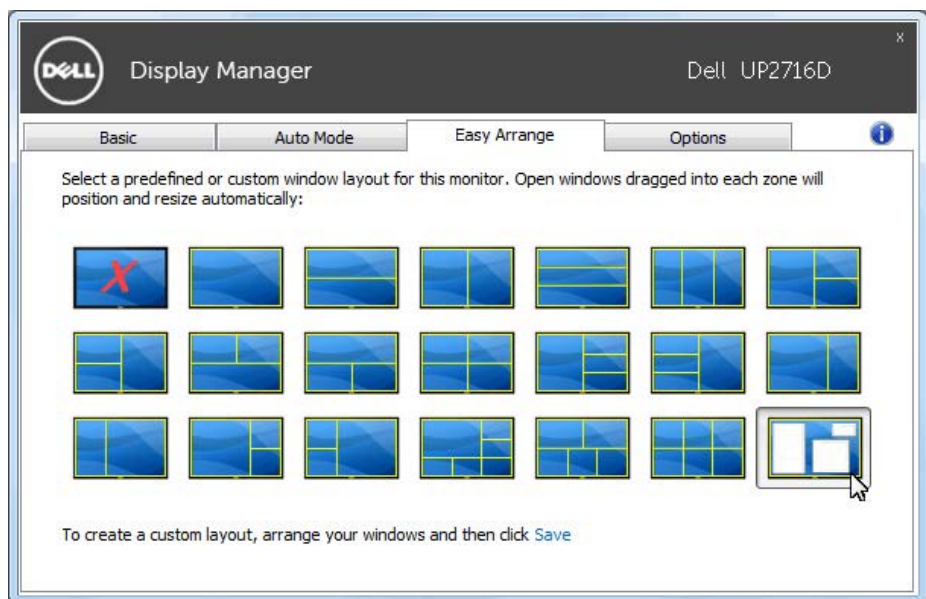 x
DELL
Display Manager
Dell UP2716D
Basic
Auto Mode
Easy Arrange
Options
i
Select a predefined or custom window layout for this monitor. Open windows dragged into each zone will
position and resize automatically:
X
To create a custom layout, arrange your windows and then click Save